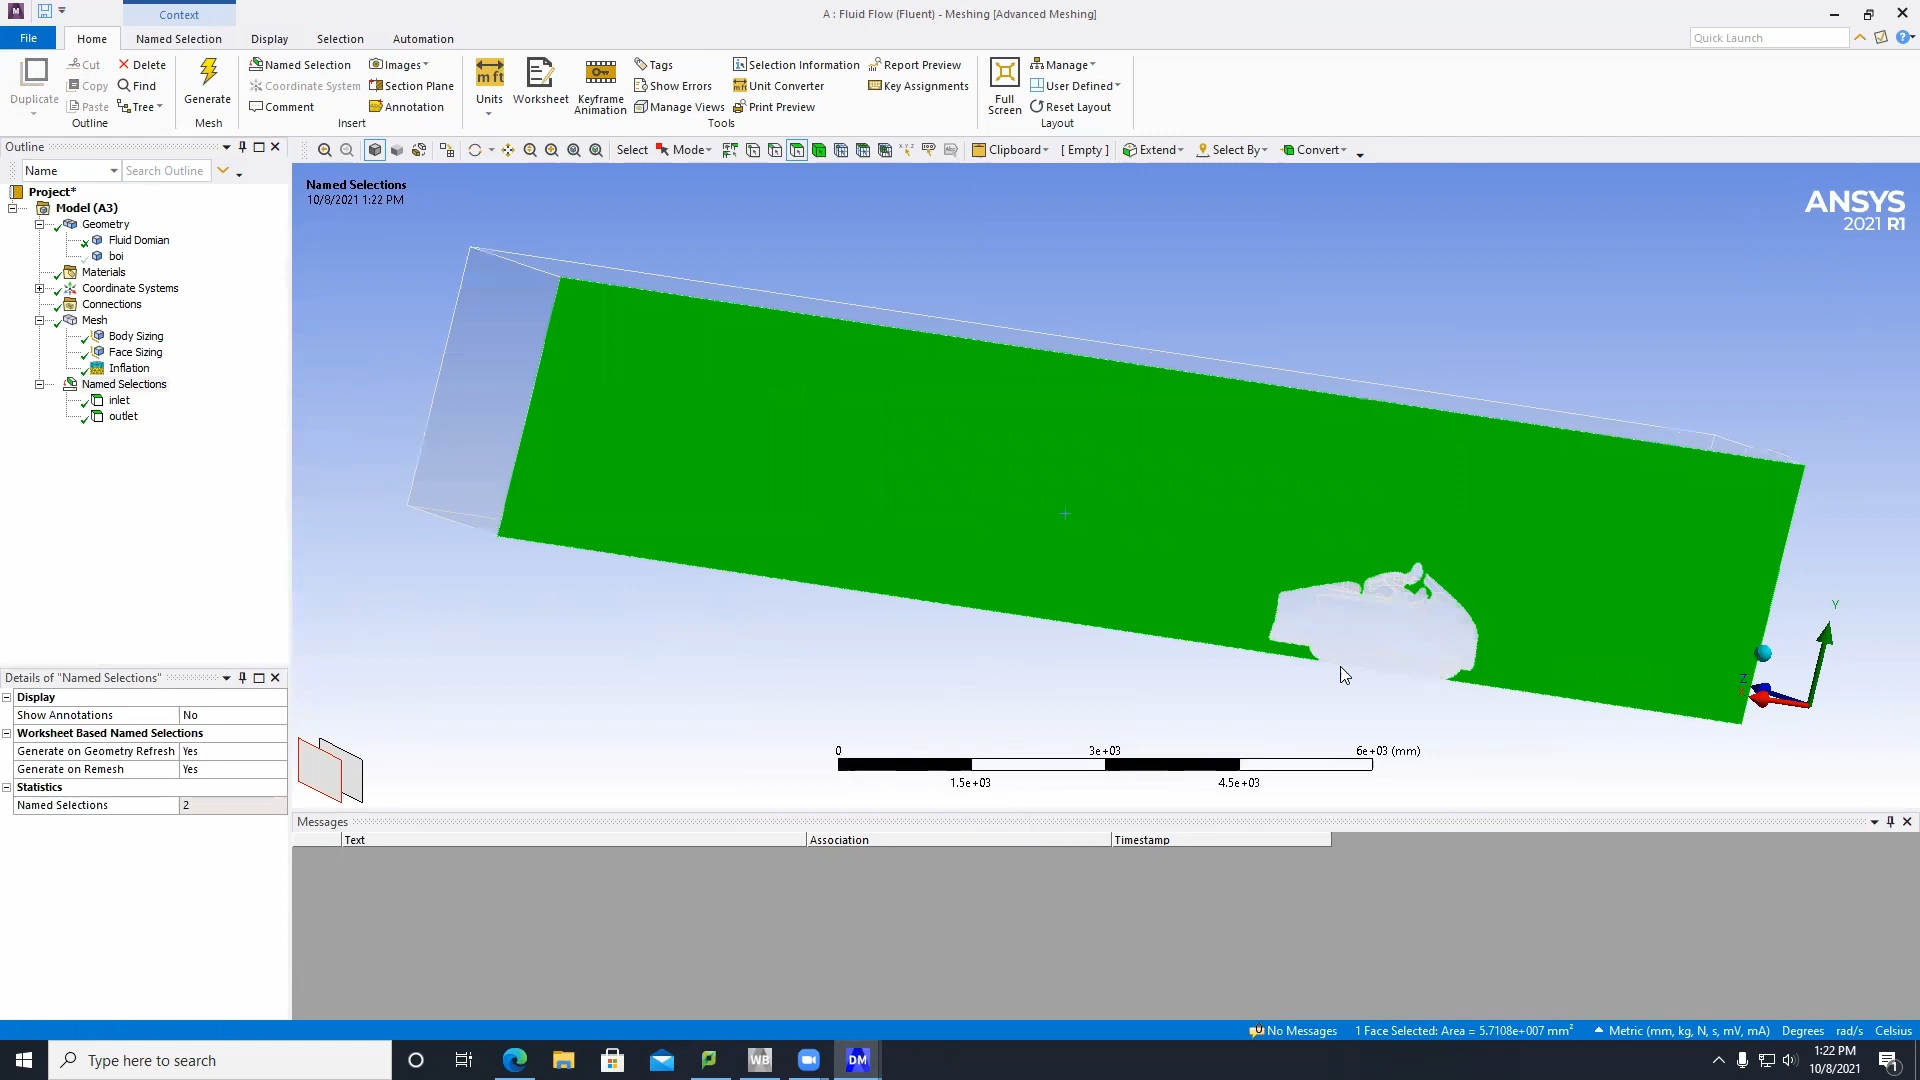 Context
A : Fluid Flow (Fluent) - Meshing [Advanced Meshing]
File
Home
Named Selection
Display
Selection
Automation
Quick Launch
Duplicate
Cut
Copy
Paste
Delete
Find
Tree
Outline
Generate
Mesh
Named Selection
Coordinate System
Comment
Images
Section Plane
Annotation
Insert
Units
Worksheet
Keyframe
Animation
Tags
Show Errors
Manage Views
Selection Information
Unit Converter
Print Preview
Report Preview
Key Assignments
Tools
Full
Screen
Manage
User Defined
Reset Layout
Layout
Outline
Name
Search Outline
Select
Mode
Clipboard
[ Empty ]
Extend
Select By
Convert
Project*
Model (A3)
Geometry
Fluid Domian
boi
Materials
Coordinate Systems
Connections
Mesh
Body Sizing
Face Sizing
Inflation
Named Selections
inlet
outlet
Named Selections
10/8/2021 1:22 PM
ANSYS
2021 R1
Y
Z
X
0
3e+03
6e+03 (mm)
1.5e+03
4.5e+03
Details of "Named Selections"
Display
Show Annotations No
Worksheet Based Named Selections
Generate on Geometry Refresh Yes
Generate on Remesh Yes
Statistics
Named Selections 2
Messages
Text
Association
Timestamp
No Messages
1 Face Selected: Area = 5.7108e+007 mm²
Metric (mm, kg, N, s, mV, mA)
Degrees
rad/s
Celsius
Type here to search
WB
DM
1:22 PM
10/8/2021
1